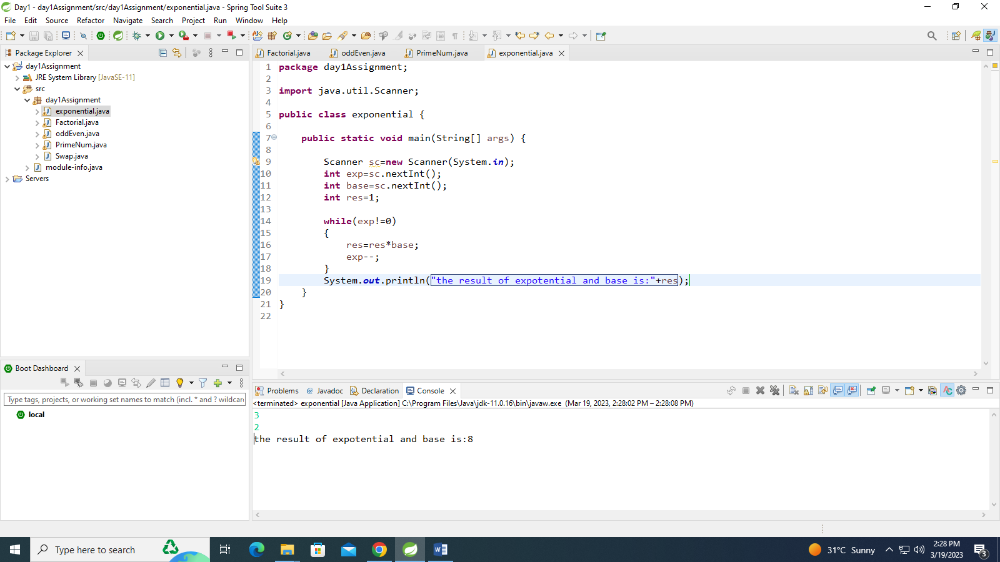 Day1 - day1Assignment/src/day1Assignment/exponential.java - Spring Tool Suite 3
File Edit Source Refactor Navigate Search Project Run Window Help
Package Explorer
day1Assignment
JRE System Library [JavaSE-11]
src
day1Assignment
exponential.java
Factorial.java
oddEven.java
PrimeNum.java
Swap.java
module-info.java
Servers
Factorial.java oddEven.java PrimeNum.java exponential.java
1 package day1Assignment;
2
3 import java.util.Scanner;
4
5 public class exponential {
6
7 public static void main(String[] args) {
8
9 Scanner sc=new Scanner(System.in);
10 int exp=sc.nextInt();
11 int base=sc.nextInt();
12 int res=1;
13
14 while(exp!=0)
15 {
16 res=res*base;
17 exp--;
18 }
19 System.out.println("the result of expotential and base is:"+res);
20 }
21 }
22
Boot Dashboard
Type tags, projects, or working set names to match (incl. * and ? wildcar
local
Problems @ Javadoc Declaration Console
<terminated> exponential [Java Application] C:\Program Files\Java\jdk-11.0.16\bin\javaw.exe (Mar 19, 2023, 2:28:02 PM – 2:28:08 PM)
3
2
the result of expotential and base is:8
Type here to search
31°C Sunny
2:28 PM
3/19/2023
3